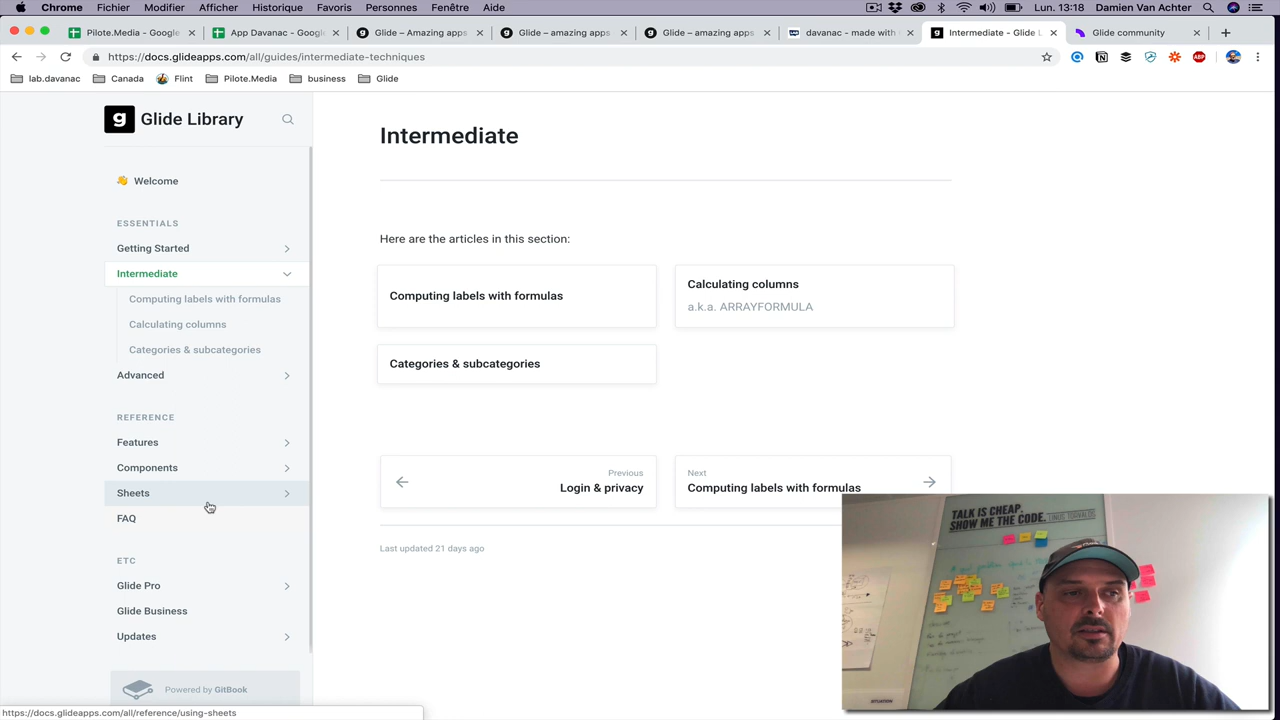 Chrome Fichier Modifier Afficher Historique Favoris Personnes Fenêtre Aide Lun. 13:18 Damien Van Achter
Pilote.Media - Google × App Davanac - Goog × Glide – Amazing apps × Glide – amazing apps × Glide – amazing apps × davanac - made with × Intermediate - Glide L × Glide community × +
https://docs.glideapps.com/all/guides/intermediate-techniques
lab.davanac Canada Flint Pilote.Media business Glide
g Glide Library
👋 Welcome
ESSENTIALS
Getting Started
Intermediate
Computing labels with formulas
Calculating columns
Categories & subcategories
Advanced
REFERENCE
Features
Components
Sheets
FAQ
ETC
Glide Pro
Glide Business
Updates
Powered by GitBook
https://docs.glideapps.com/all/reference/using-sheets
Intermediate
Here are the articles in this section:
Computing labels with formulas
Calculating columns
a.k.a. ARRAYFORMULA
Categories & subcategories
Previous
Login & privacy
Next
Computing labels with formulas
Last updated 21 days ago
TALK IS CHEAP.
SHOW ME THE CODE.
LINUS TORVALDS